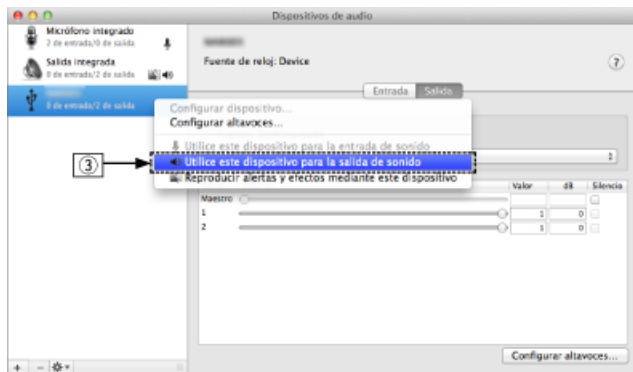 Dispositivos de audio
Micrófono integrado
2 de entrada/0 de salida
Salida integrada
0 de entrada/2 de salida
0 de entrada/2 de salida
Fuente de reloj: Device
?
Entrada Salida
Configurar dispositivo...
Configurar altavoces...
Utilice este dispositivo para la entrada de sonido
3 Utilice este dispositivo para la salida de sonido
Reproducir alertas y efectos mediante este dispositivo
Valor dB Silencio
Maestro
1 1 0
2 1 0
Configurar altavoces...